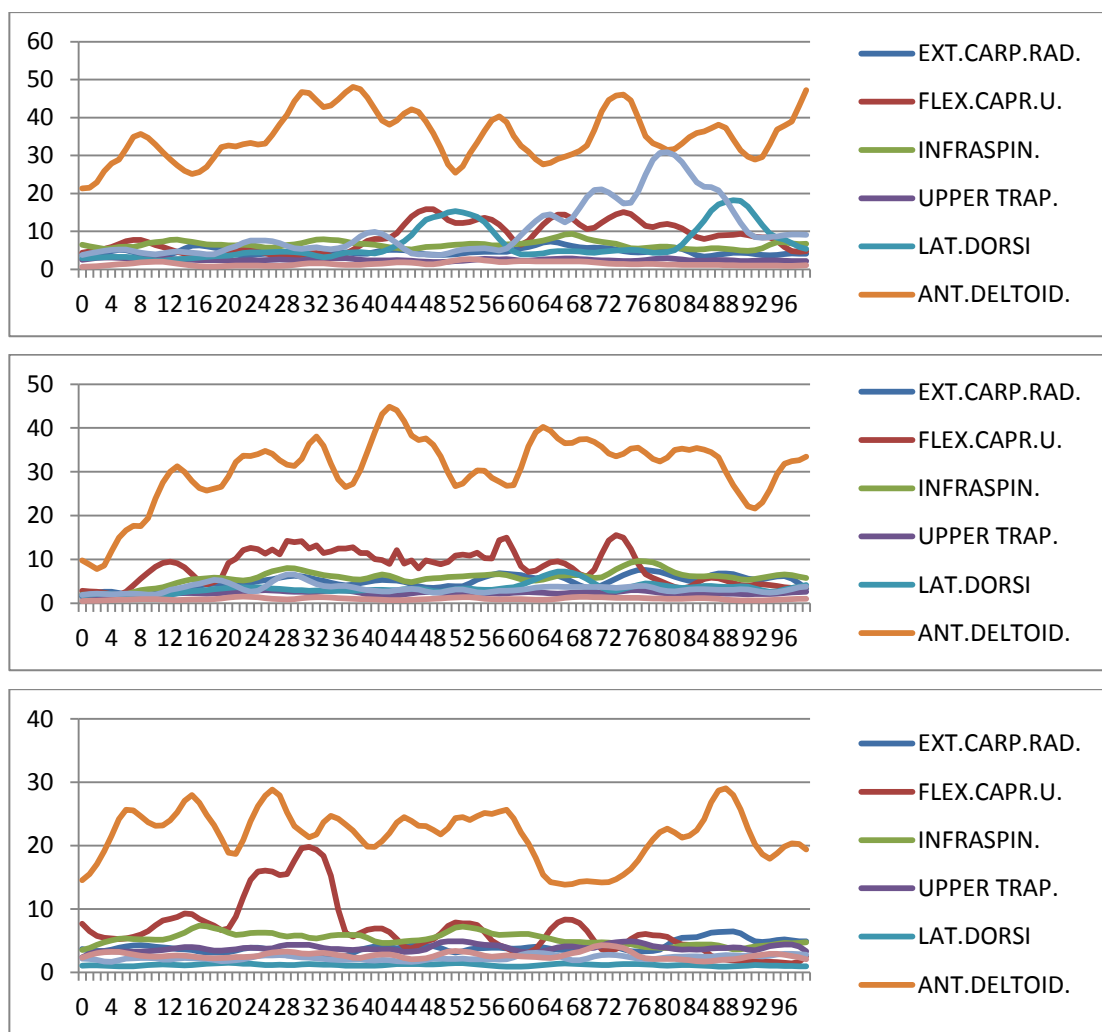 60
50
40
30
20
10
0
0 4 8 12 16 20 24 28 32 36 40 44 48 52 56 60 64 68 72 76 80 84 88 92 96
EXT.CARP.RAD.
FLEX.CAPR.U.
INFRASPIN.
UPPER TRAP.
LAT.DORSI
ANT.DELTOID.
50
40
30
20
10
0
0 4 8 12 16 20 24 28 32 36 40 44 48 52 56 60 64 68 72 76 80 84 88 92 96
EXT.CARP.RAD.
FLEX.CAPR.U.
INFRASPIN.
UPPER TRAP.
LAT.DORSI
ANT.DELTOID.
40
30
20
10
0
0 4 8 12 16 20 24 28 32 36 40 44 48 52 56 60 64 68 72 76 80 84 88 92 96
EXT.CARP.RAD.
FLEX.CAPR.U.
INFRASPIN.
UPPER TRAP.
LAT.DORSI
ANT.DELTOID.